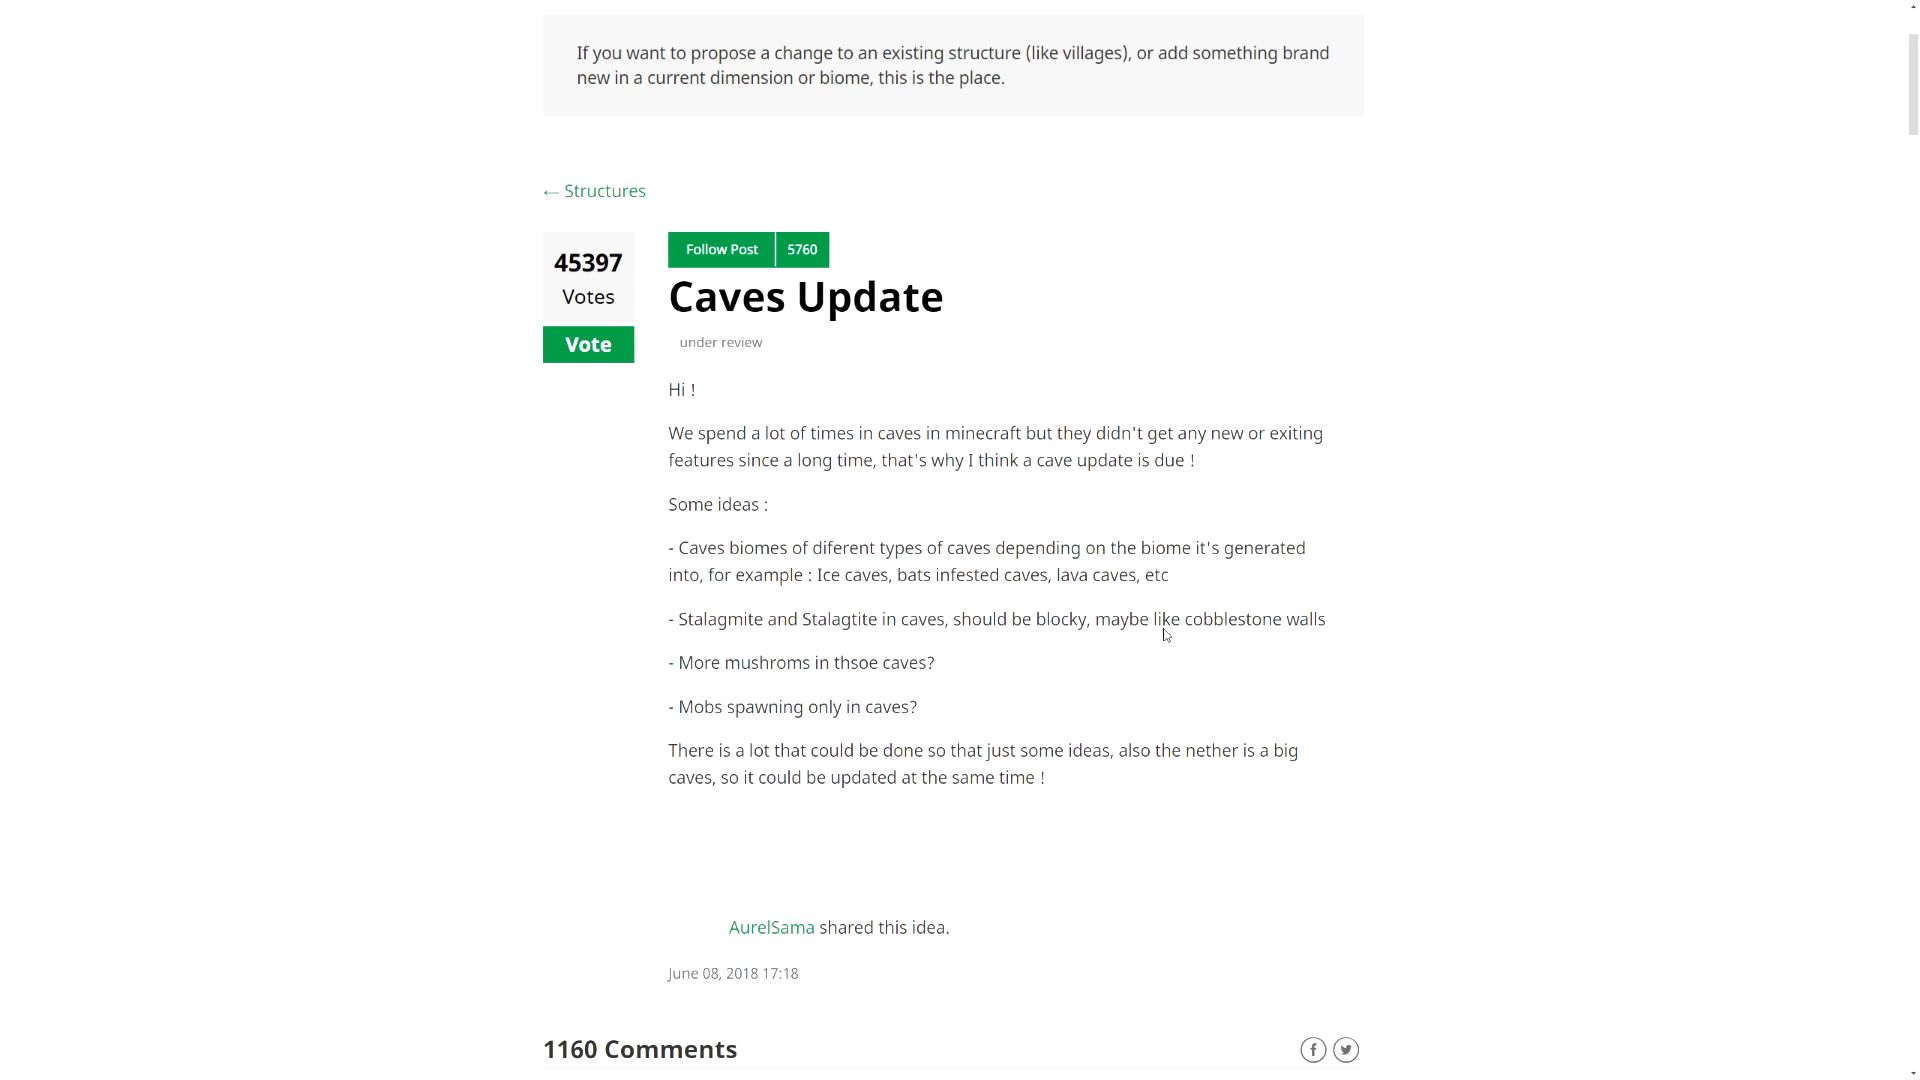 If you want to propose a change to an existing structure (like villages), or add something brand
new in a current dimension or biome, this is the place.
← Structures
45397
Votes
Vote
Follow Post 5760
Caves Update
under review
Hi !
We spend a lot of times in caves in minecraft but they didn't get any new or exiting
features since a long time, that's why I think a cave update is due !
Some ideas :
- Caves biomes of diferent types of caves depending on the biome it's generated
into, for example : Ice caves, bats infested caves, lava caves, etc
- Stalagmite and Stalagtite in caves, should be blocky, maybe like cobblestone walls
- More mushroms in thsoe caves?
- Mobs spawning only in caves?
There is a lot that could be done so that just some ideas, also the nether is a big
caves, so it could be updated at the same time !
AurelSama shared this idea.
June 08, 2018 17:18
1160 Comments